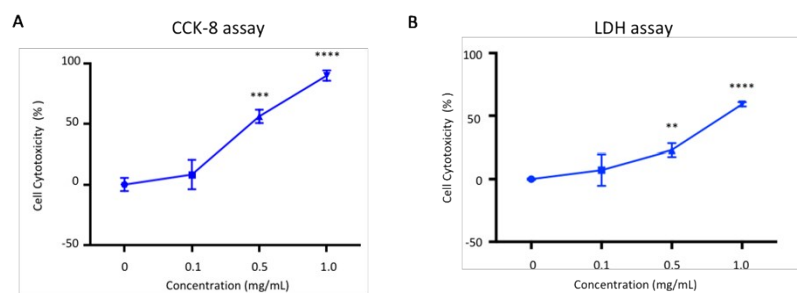 A
CCK-8 assay
Cell Cytotoxicity (%)
100
50
0
-50
***
****
0 0.1 0.5 1.0
Concentration (mg/mL)
B
LDH assay
Cell Cytotoxicity (%)
100
50
0
-50
**
****
0 0.1 0.5 1.0
Concentration (mg/mL)